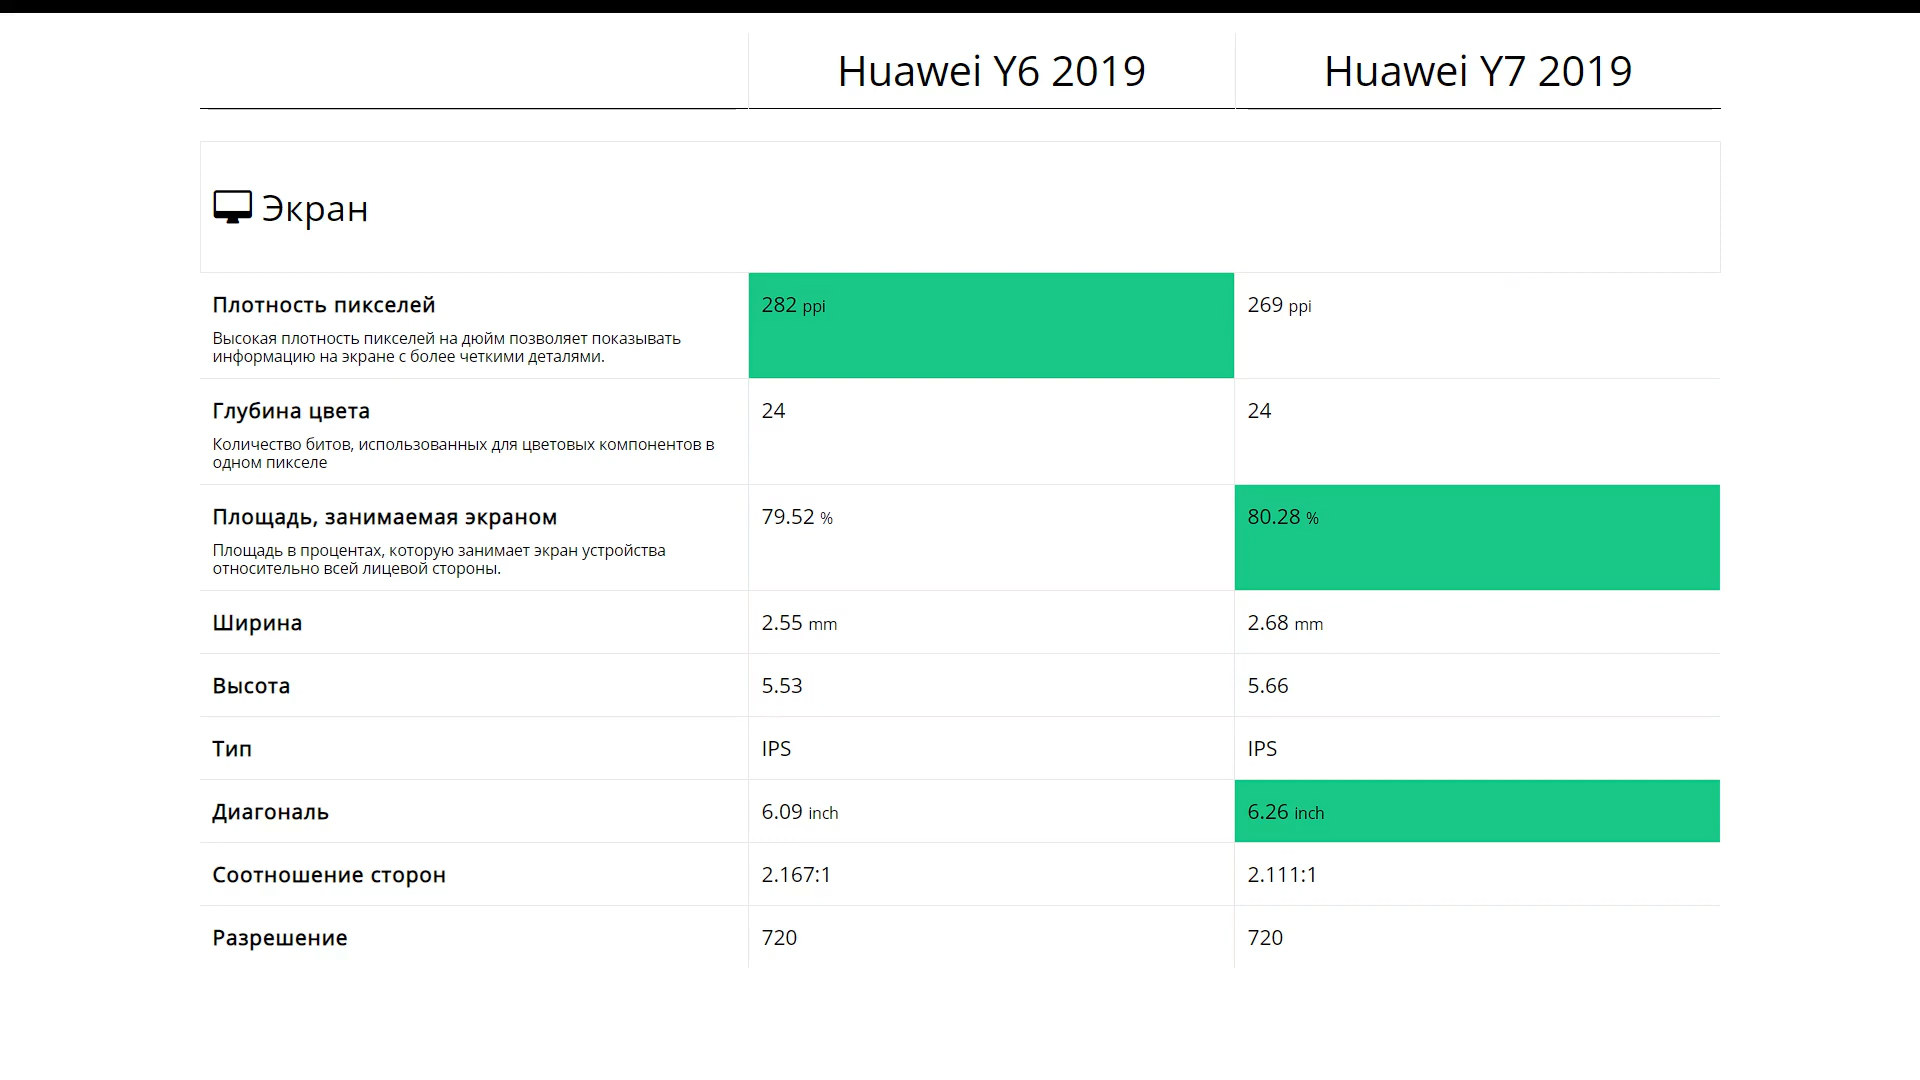 Huawei Y6 2019 Huawei Y7 2019
Экран
Плотность пикселей 282 ppi 269 ppi
Высокая плотность пикселей на дюйм позволяет показывать
информацию на экране с более четкими деталями.
Глубина цвета 24 24
Количество битов, использованных для цветовых компонентов в
одном пикселе
Площадь, занимаемая экраном 79.52 % 80.28 %
Площадь в процентах, которую занимает экран устройства
относительно всей лицевой стороны.
Ширина 2.55 mm 2.68 mm
Высота 5.53 5.66
Тип IPS IPS
Диагональ 6.09 inch 6.26 inch
Соотношение сторон 2.167:1 2.111:1
Разрешение 720 720